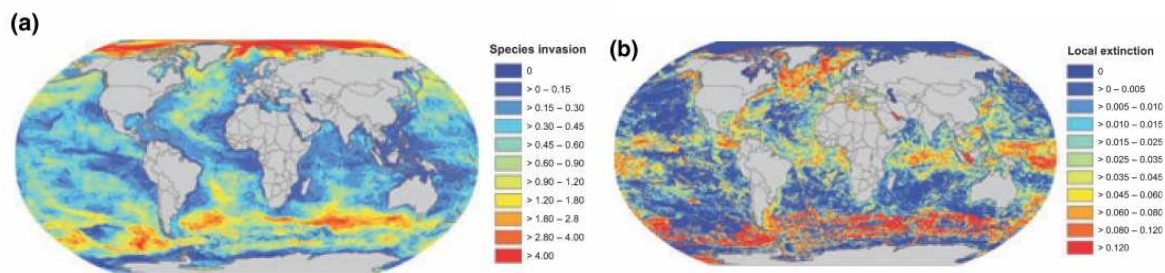 (a)
Species invasion
0
> 0 – 0.15
> 0.15 – 0.30
> 0.30 – 0.45
> 0.45 – 0.60
> 0.60 – 0.90
> 0.90 – 1.20
> 1.20 – 1.80
> 1.80 – 2.8
> 2.80 – 4.00
> 4.00
(b)
Local extinction
0
> 0 – 0.005
> 0.005 – 0.010
> 0.010 – 0.015
> 0.015 – 0.025
> 0.025 – 0.035
> 0.035 – 0.045
> 0.045 – 0.060
> 0.060 – 0.080
> 0.080 – 0.120
> 0.120